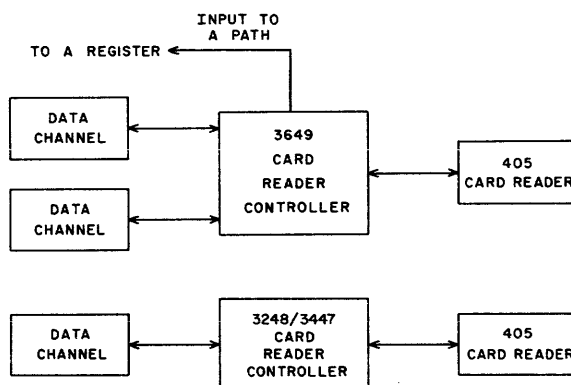 INPUT TO
A PATH
TO A REGISTER
DATA
CHANNEL
3649
CARD
READER
CONTROLLER
405
CARD READER
DATA
CHANNEL
DATA
CHANNEL
3248/3447
CARD
READER
CONTROLLER
405
CARD READER